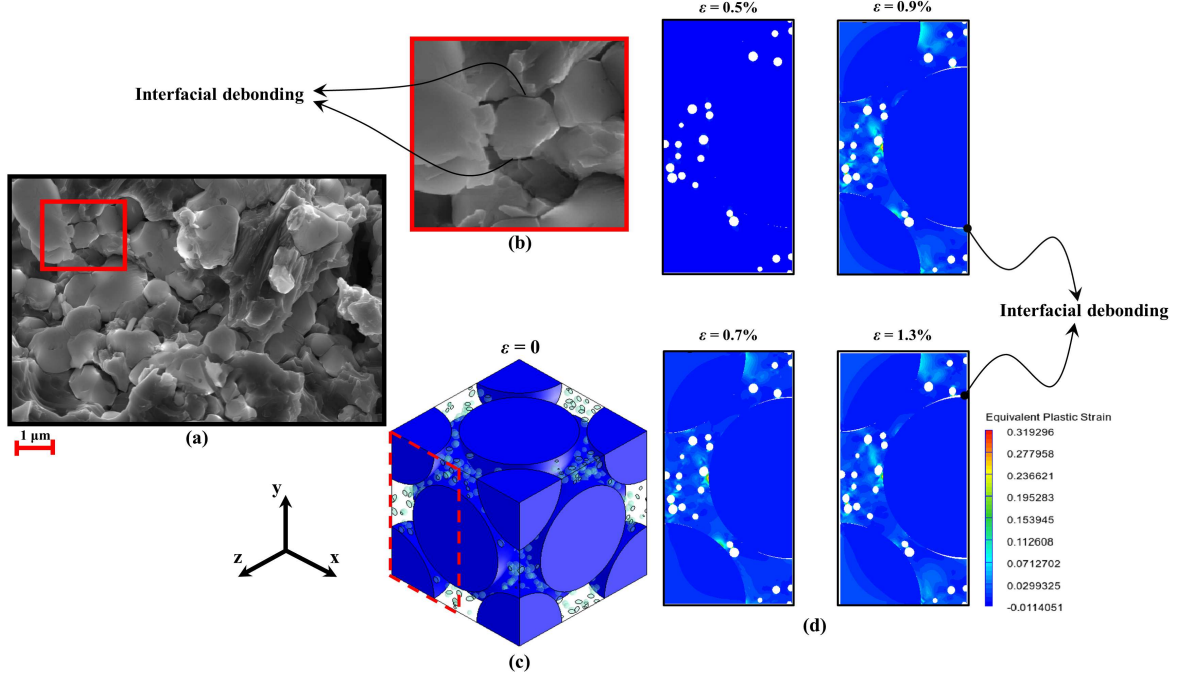 ε = 0.5%
ε = 0.9%
Interfacial debonding
(b)
(a)
1 μm
Interfacial debonding
ε = 0
ε = 0.7%
ε = 1.3%
y
z
x
(c)
(d)
Equivalent Plastic Strain
0.319296
0.277958
0.236621
0.195283
0.153945
0.112608
0.0712702
0.0299325
-0.0114051